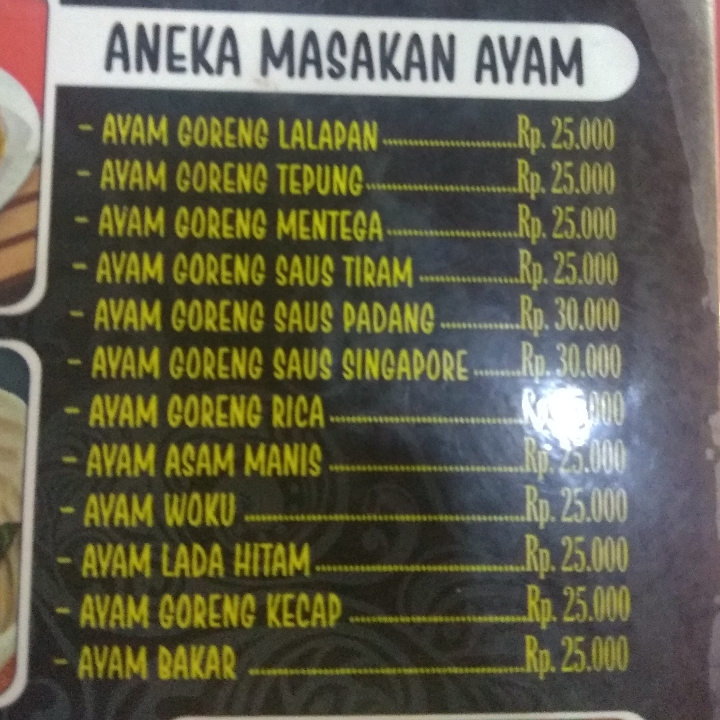 ANEKA MASAKAN AYAM
- AYAM GORENG LALAPAN..........Rp. 25.000
- AYAM GORENG TEPUNG..........Rp. 25.000
- AYAM GORENG MENTEGA..........Rp. 25.000
- AYAM GORENG SAUS TIRAM..........Rp. 25.000
- AYAM GORENG SAUS PADANG..........Rp. 30.000
- AYAM GORENG SAUS SINGAPORE..........Rp. 30.000
- AYAM GORENG RICA..........
- AYAM ASAM MANIS..........Rp. 25.000
- AYAM WOKU..........Rp. 25.000
- AYAM LADA HITAM..........Rp. 25.000
- AYAM GORENG KECAP..........Rp. 25.000
- AYAM BAKAR..........Rp. 25.000